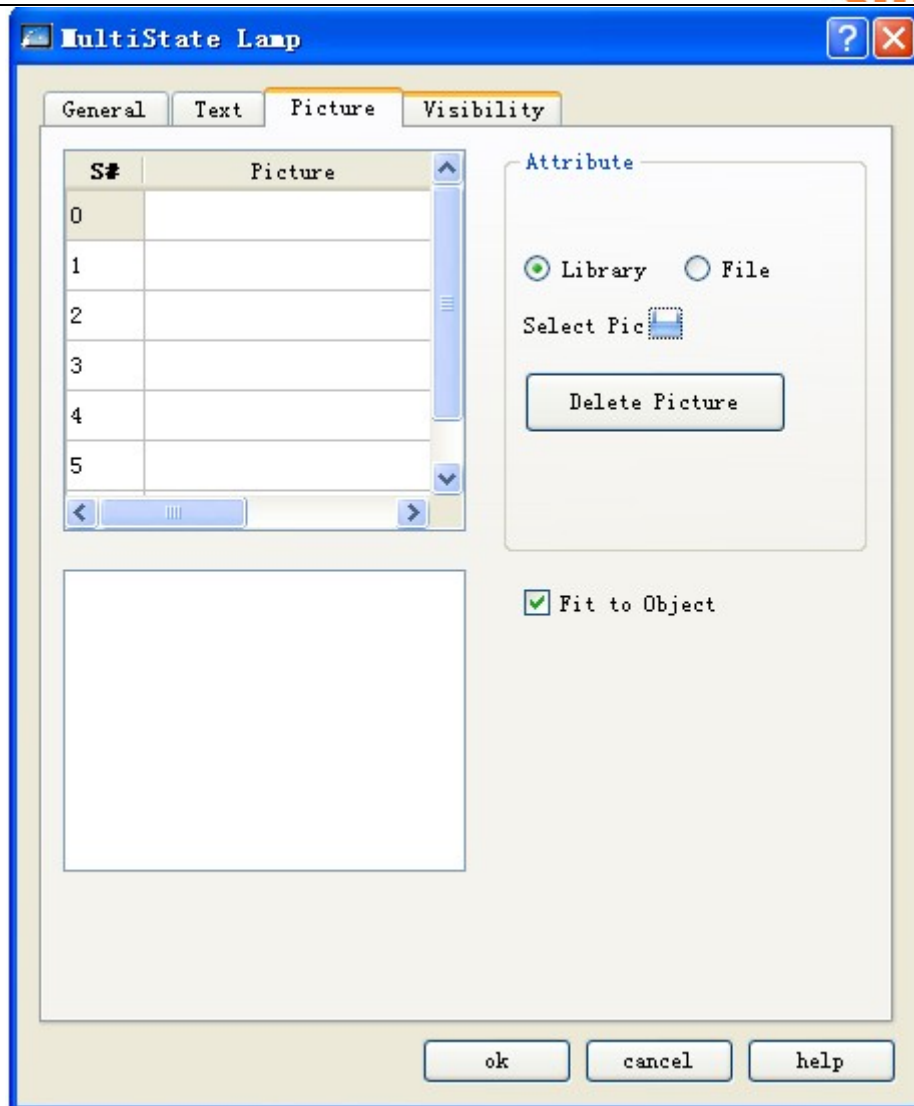 MultiState Lamp
General Text Picture Visibility
S# Picture
0
1
2
3
4
5
Attribute
Library File
Select Pic
Delete Picture
Fit to Object
ok cancel help